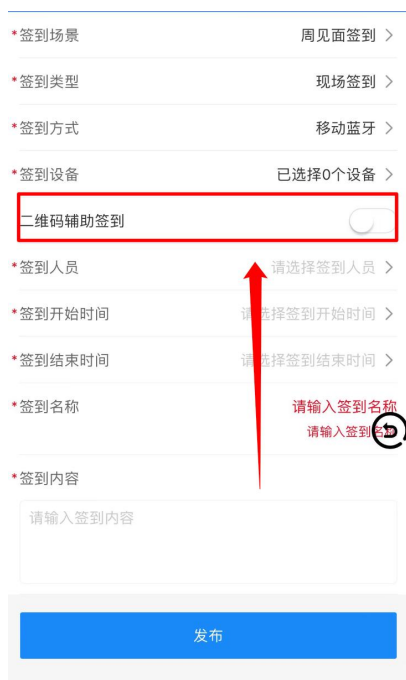 *签到场景 周见面签到
*签到类型 现场签到
*签到方式 移动蓝牙
*签到设备 已选择0个设备
二维码辅助签到
*签到人员 请选择签到人员
*签到开始时间 请选择签到开始时间
*签到结束时间 请选择签到结束时间
*签到名称 请输入签到名称
请输入签到名称
*签到内容
请输入签到内容
发布